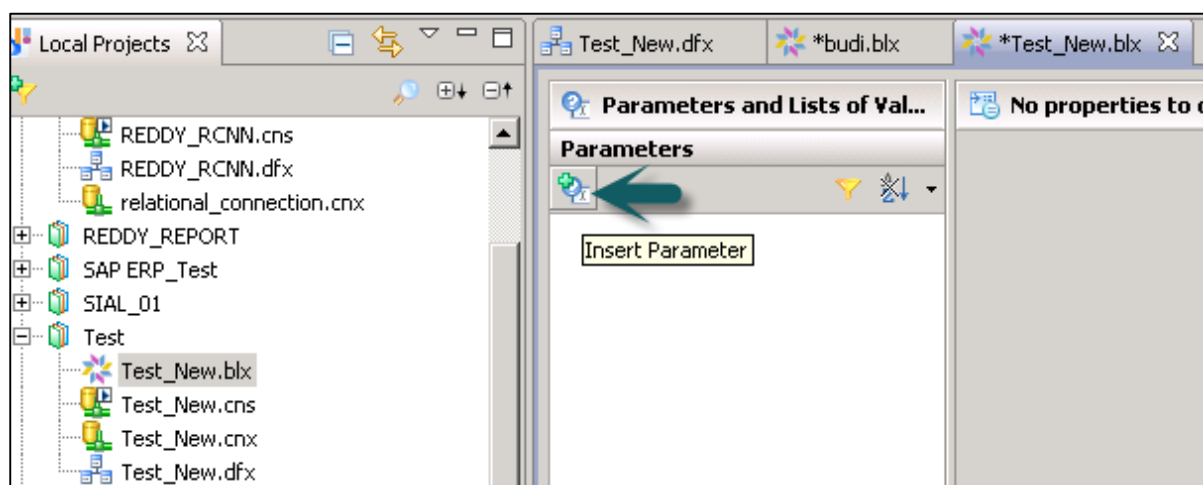 Local Projects
REDDY_RCNN.cns
REDDY_RCNN.dfx
relational_connection.cnx
REDDY_REPORT
SAP ERP_Test
SIAL_01
Test
Test_New.blx
Test_New.cns
Test_New.cnx
Test_New.dfx
Test_New.dfx
*budi.blx
*Test_New.blx
Parameters and Lists of Val...
No properties to
Parameters
Insert Parameter